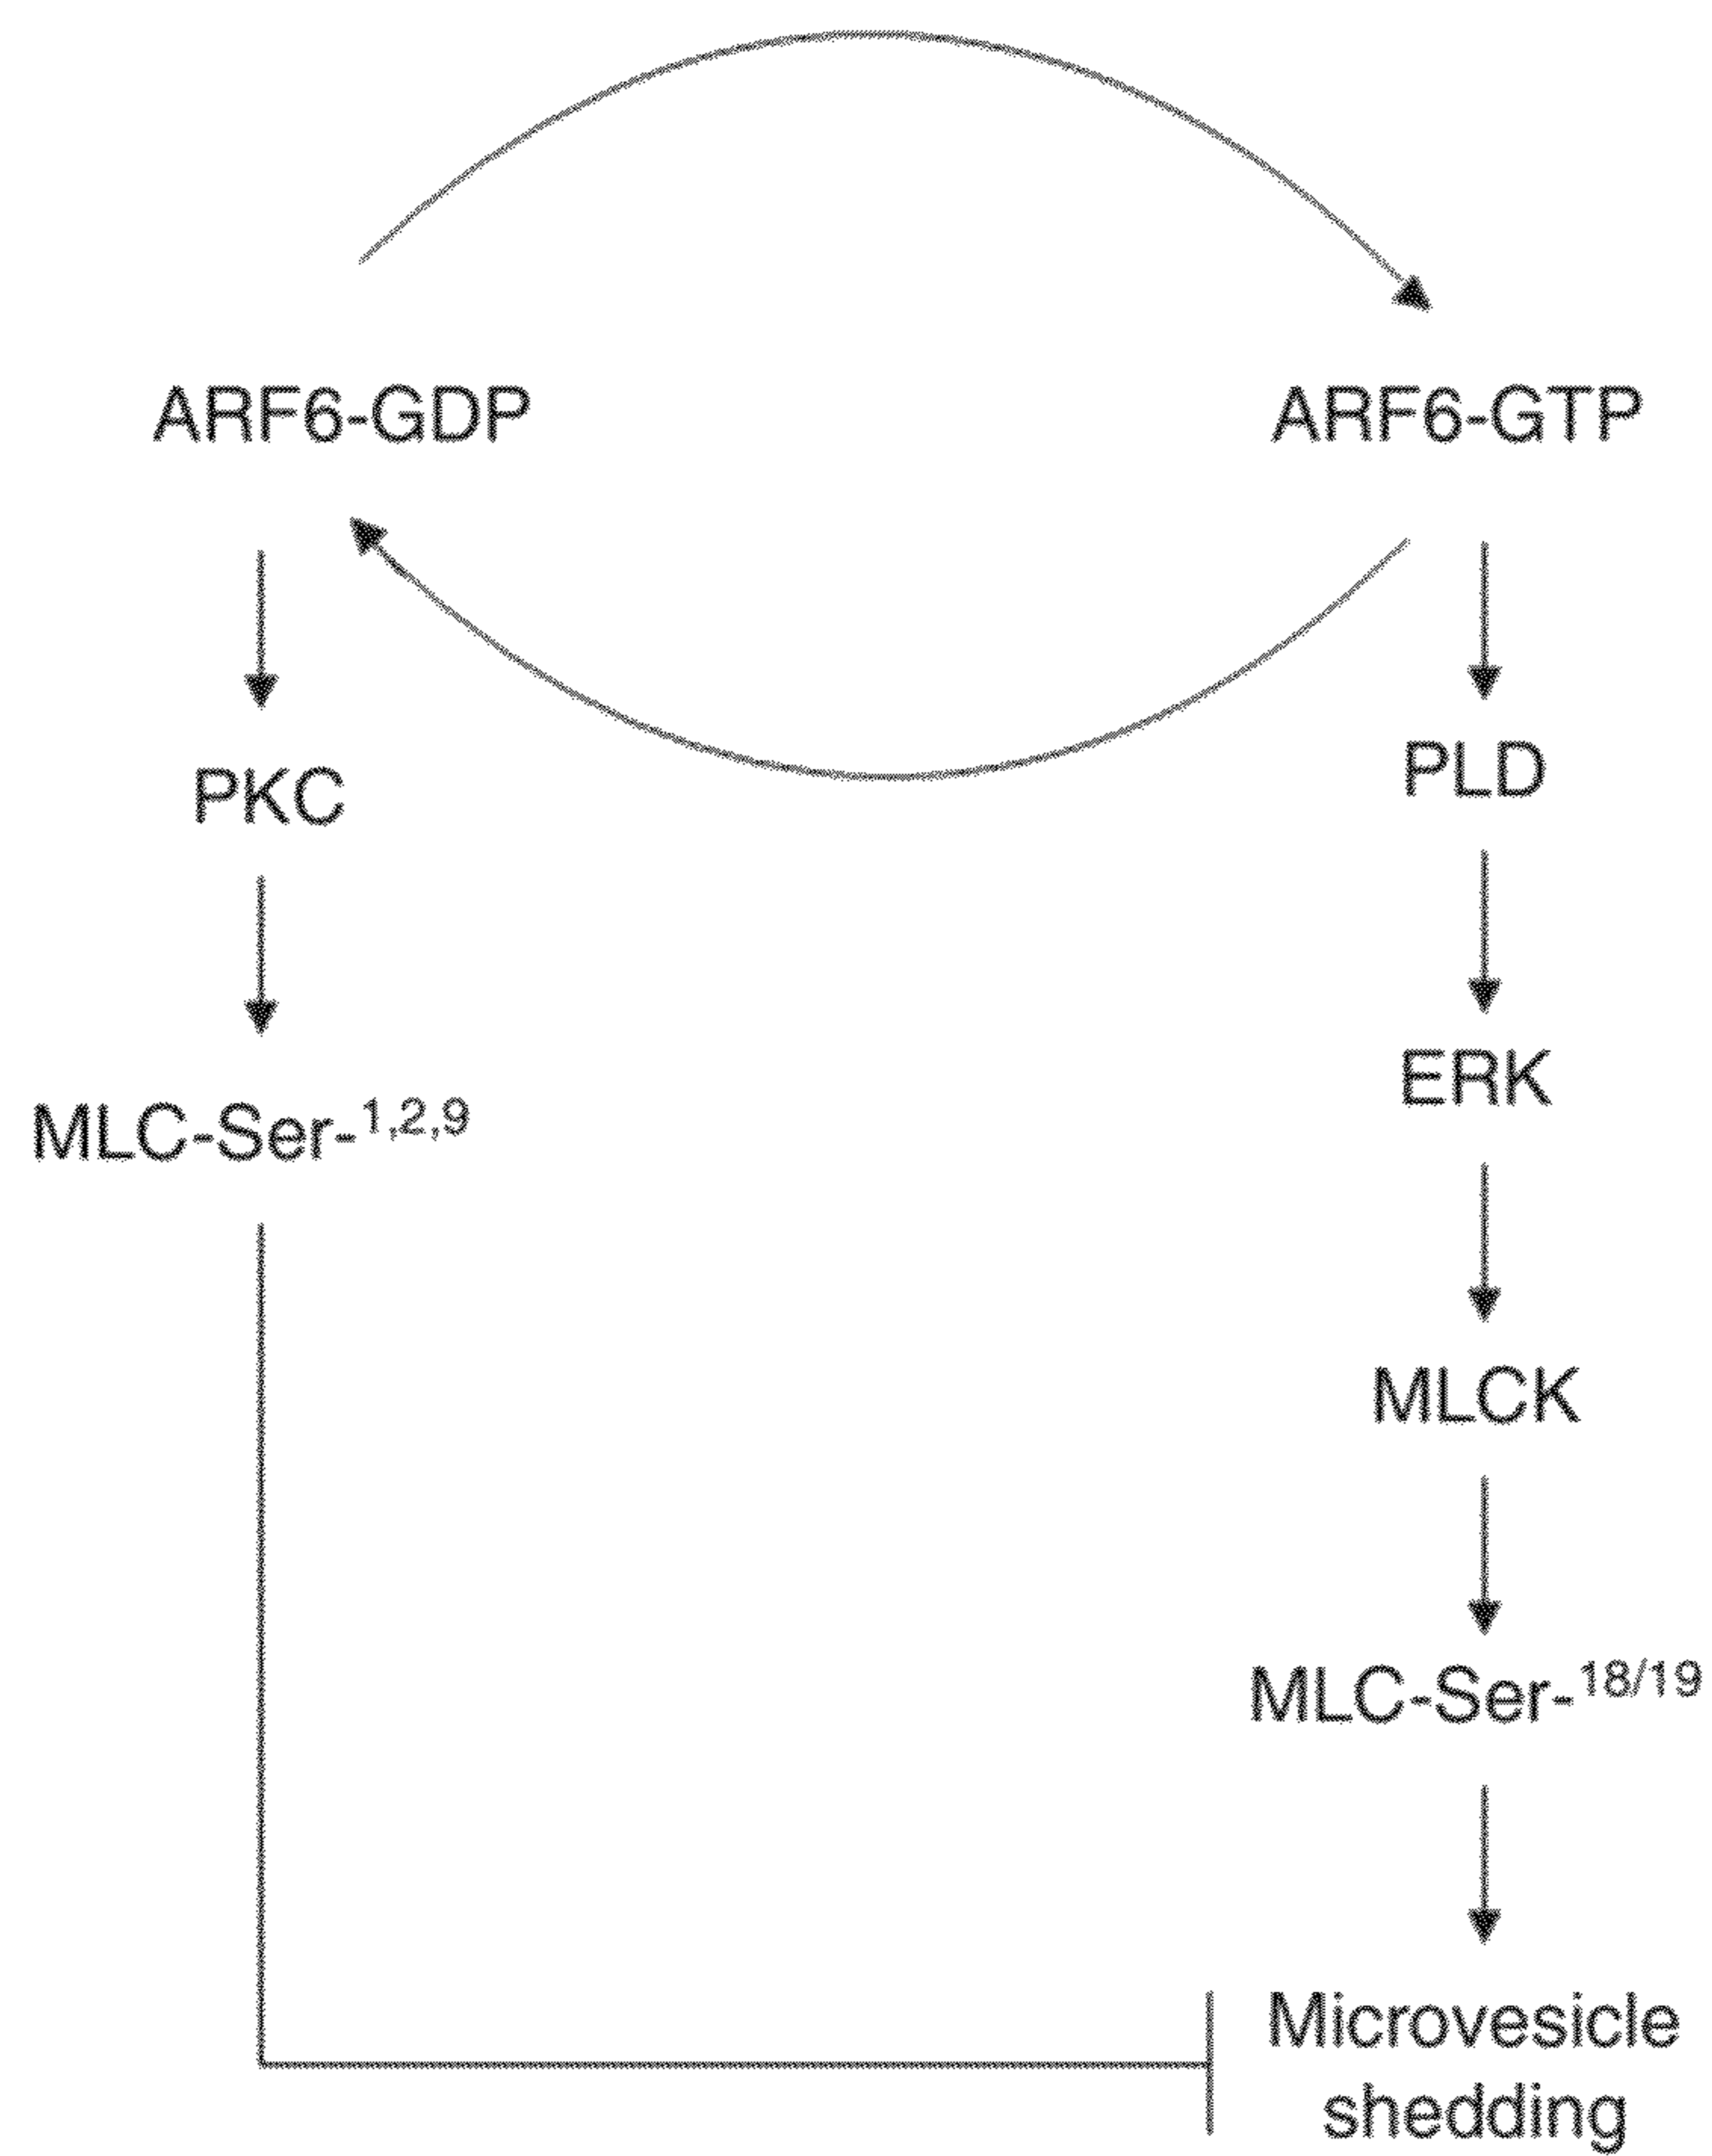 ARF6-GDP
ARF6-GTP
PKC
PLD
MLC-Ser-1,2,9
ERK
MLCK
MLC-Ser-18/19
Microvesicle
shedding